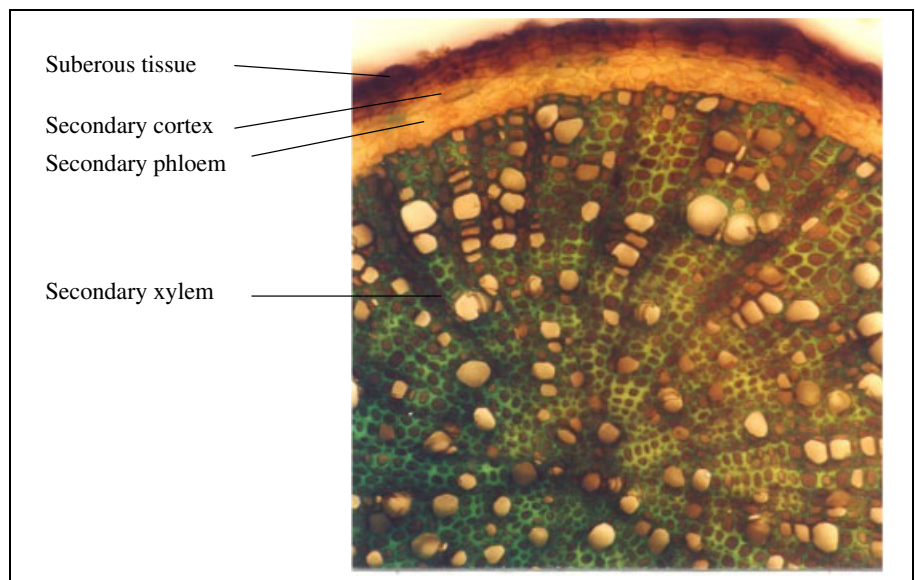 Suberous tissue
Secondary cortex
Secondary phloem
Secondary xylem